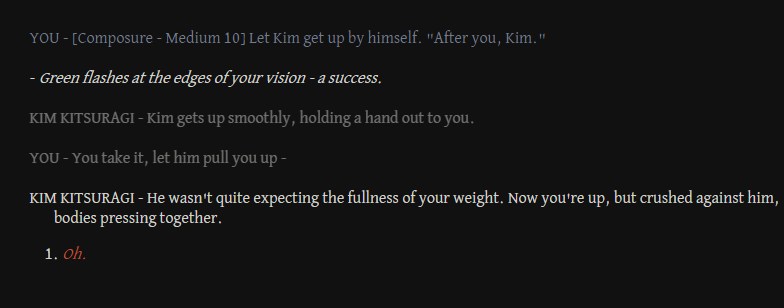 YOU - [Composure - Medium 10] Let Kim get up by himself. "After you, Kim."
- Green flashes at the edges of your vision - a success.
KIM KITSURAGI - Kim gets up smoothly, holding a hand out to you.
YOU - You take it, let him pull you up -
KIM KITSURAGI - He wasn't quite expecting the fullness of your weight. Now you're up, but crushed against him,
bodies pressing together.
1. Oh.